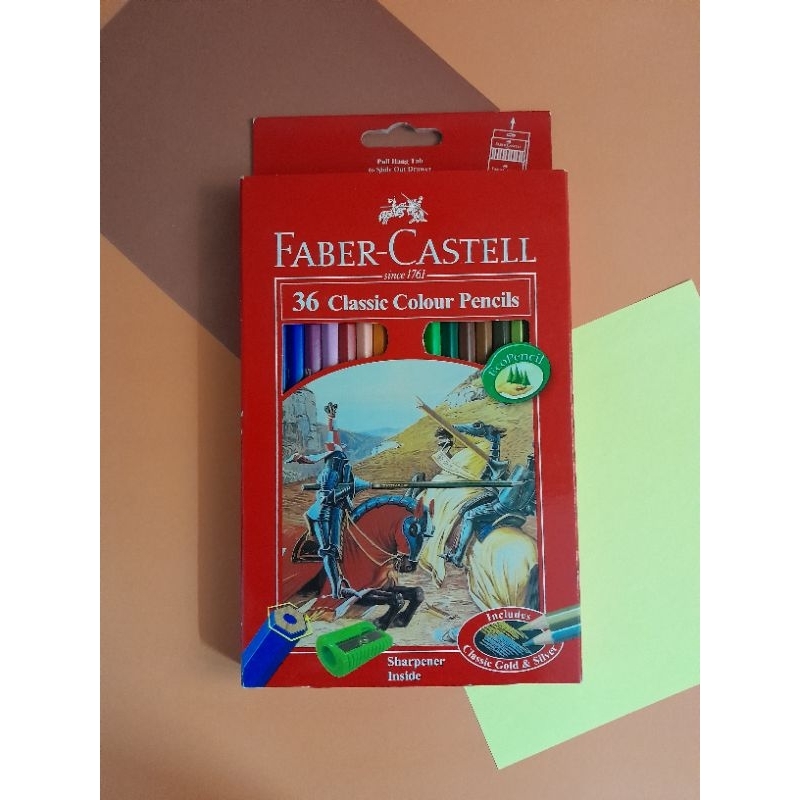 Pull Hang Tab
to Slide Out Drawer
FABER-CASTELL
since 1761
36 Classic Colour Pencils
EcoPencil
Includes
Classic Gold & Silver
Sharpener
Inside